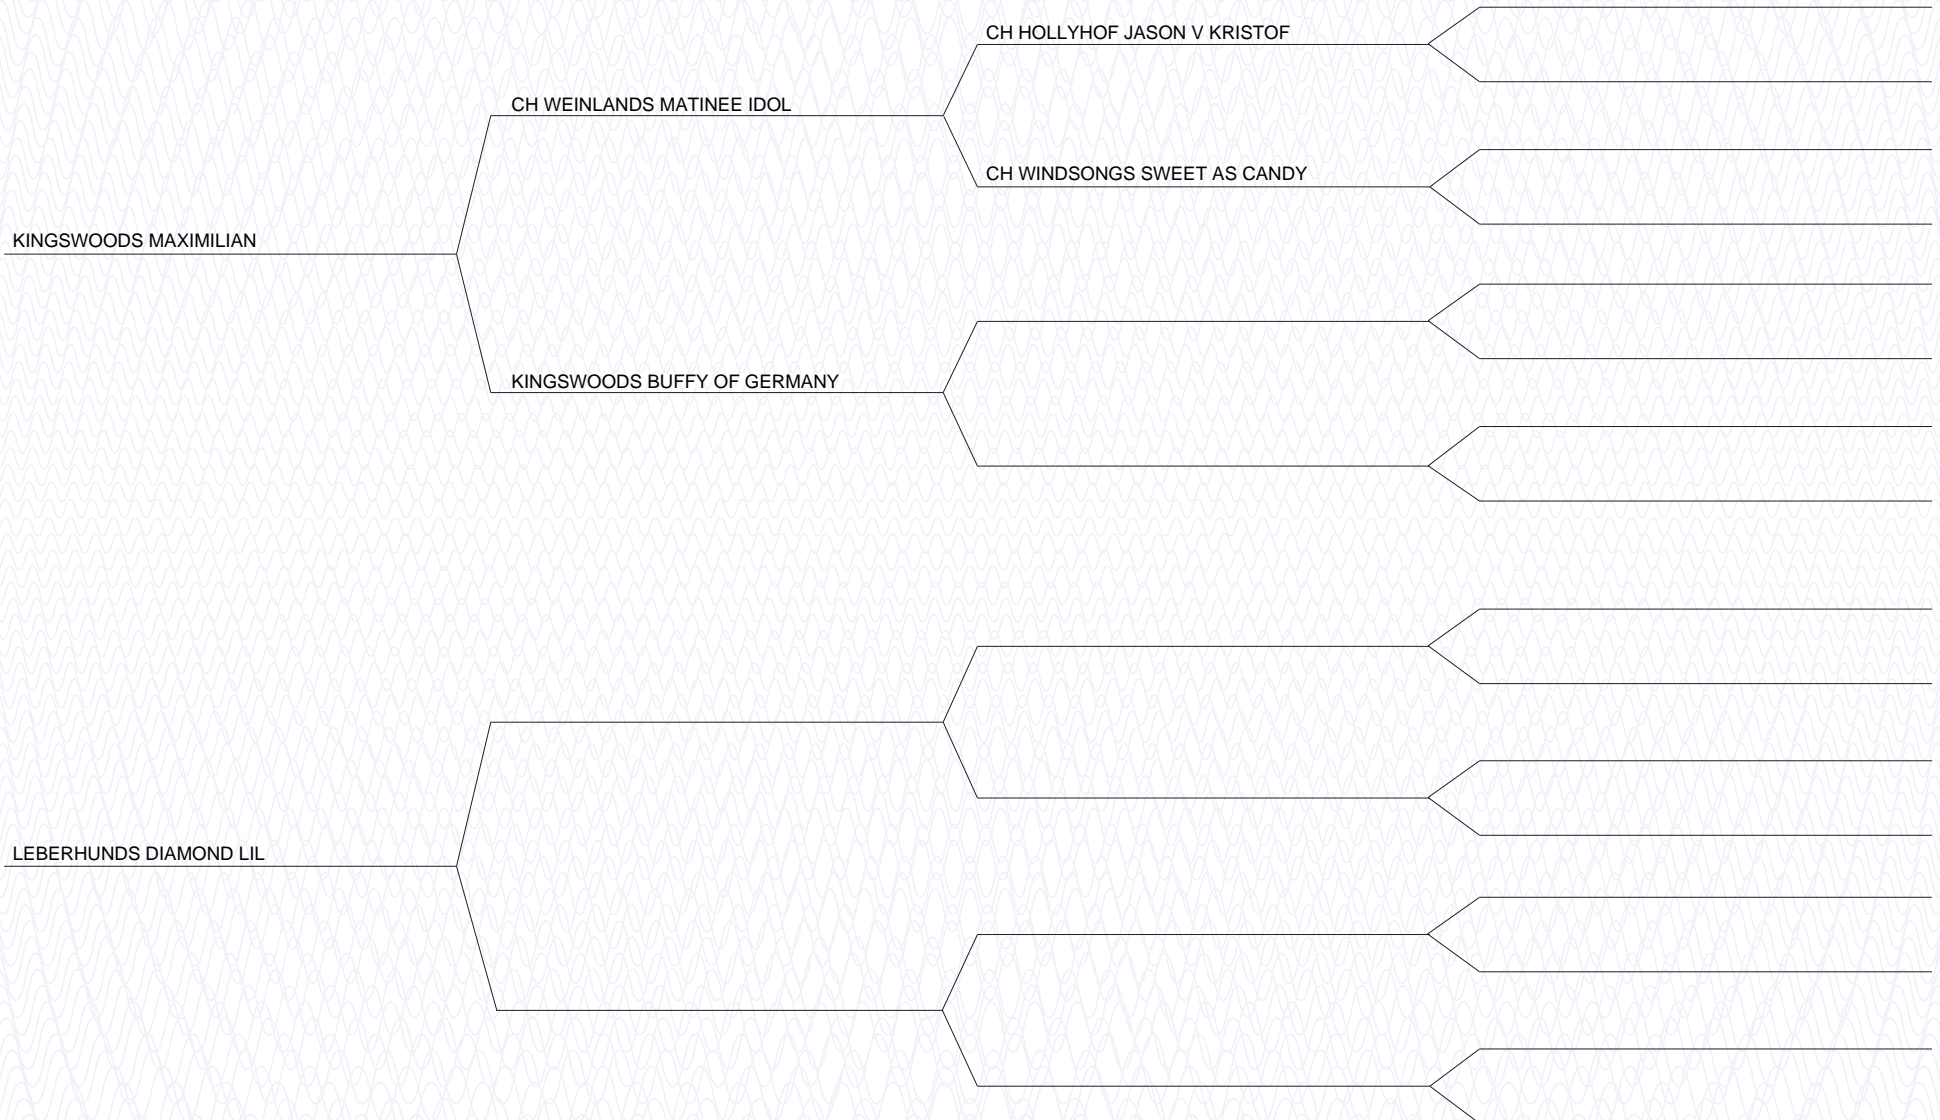 CH HOLLYHOF JASON V KRISTOF
CH WEINLANDS MATINEE IDOL
CH WINDSONGS SWEET AS CANDY
KINGSWOODS MAXIMILIAN
KINGSWOODS BUFFY OF GERMANY
LEBERHUNDS DIAMOND LIL